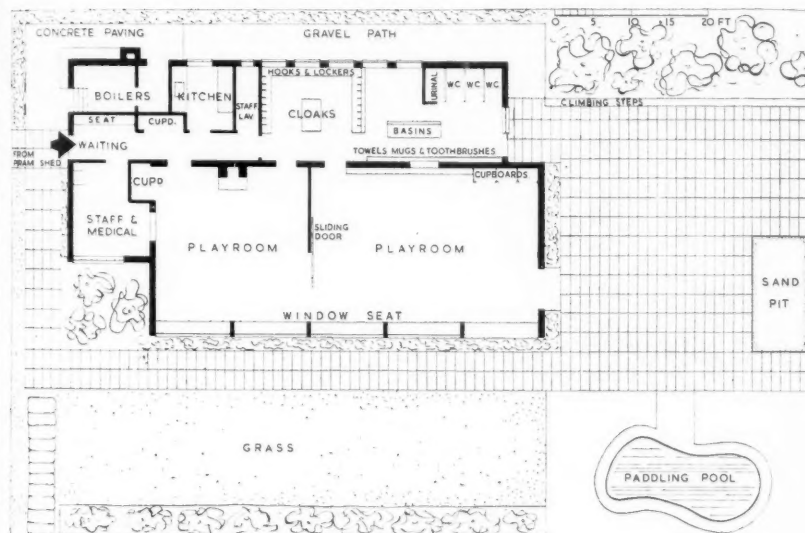 CONCRETE PAVING
GRAVEL PATH
0 5 10 15 20 FT
BOILERS
KITCHEN
STAFF
LAV
HOOKS & LOCKERS
CLOAKS
URINAL
WC WC WC
CLIMBING STEPS
SEAT
CUPD.
BASINS
WAITING
FROM
PRAM SHED
TOWELS MUGS & TOOTHBRUSHES
CUPD
CUPBOARDS
STAFF &
MEDICAL
PLAYROOM
SLIDING
DOOR
PLAYROOM
SAND
PIT
WINDOW SEAT
GRASS
PADDLING POOL